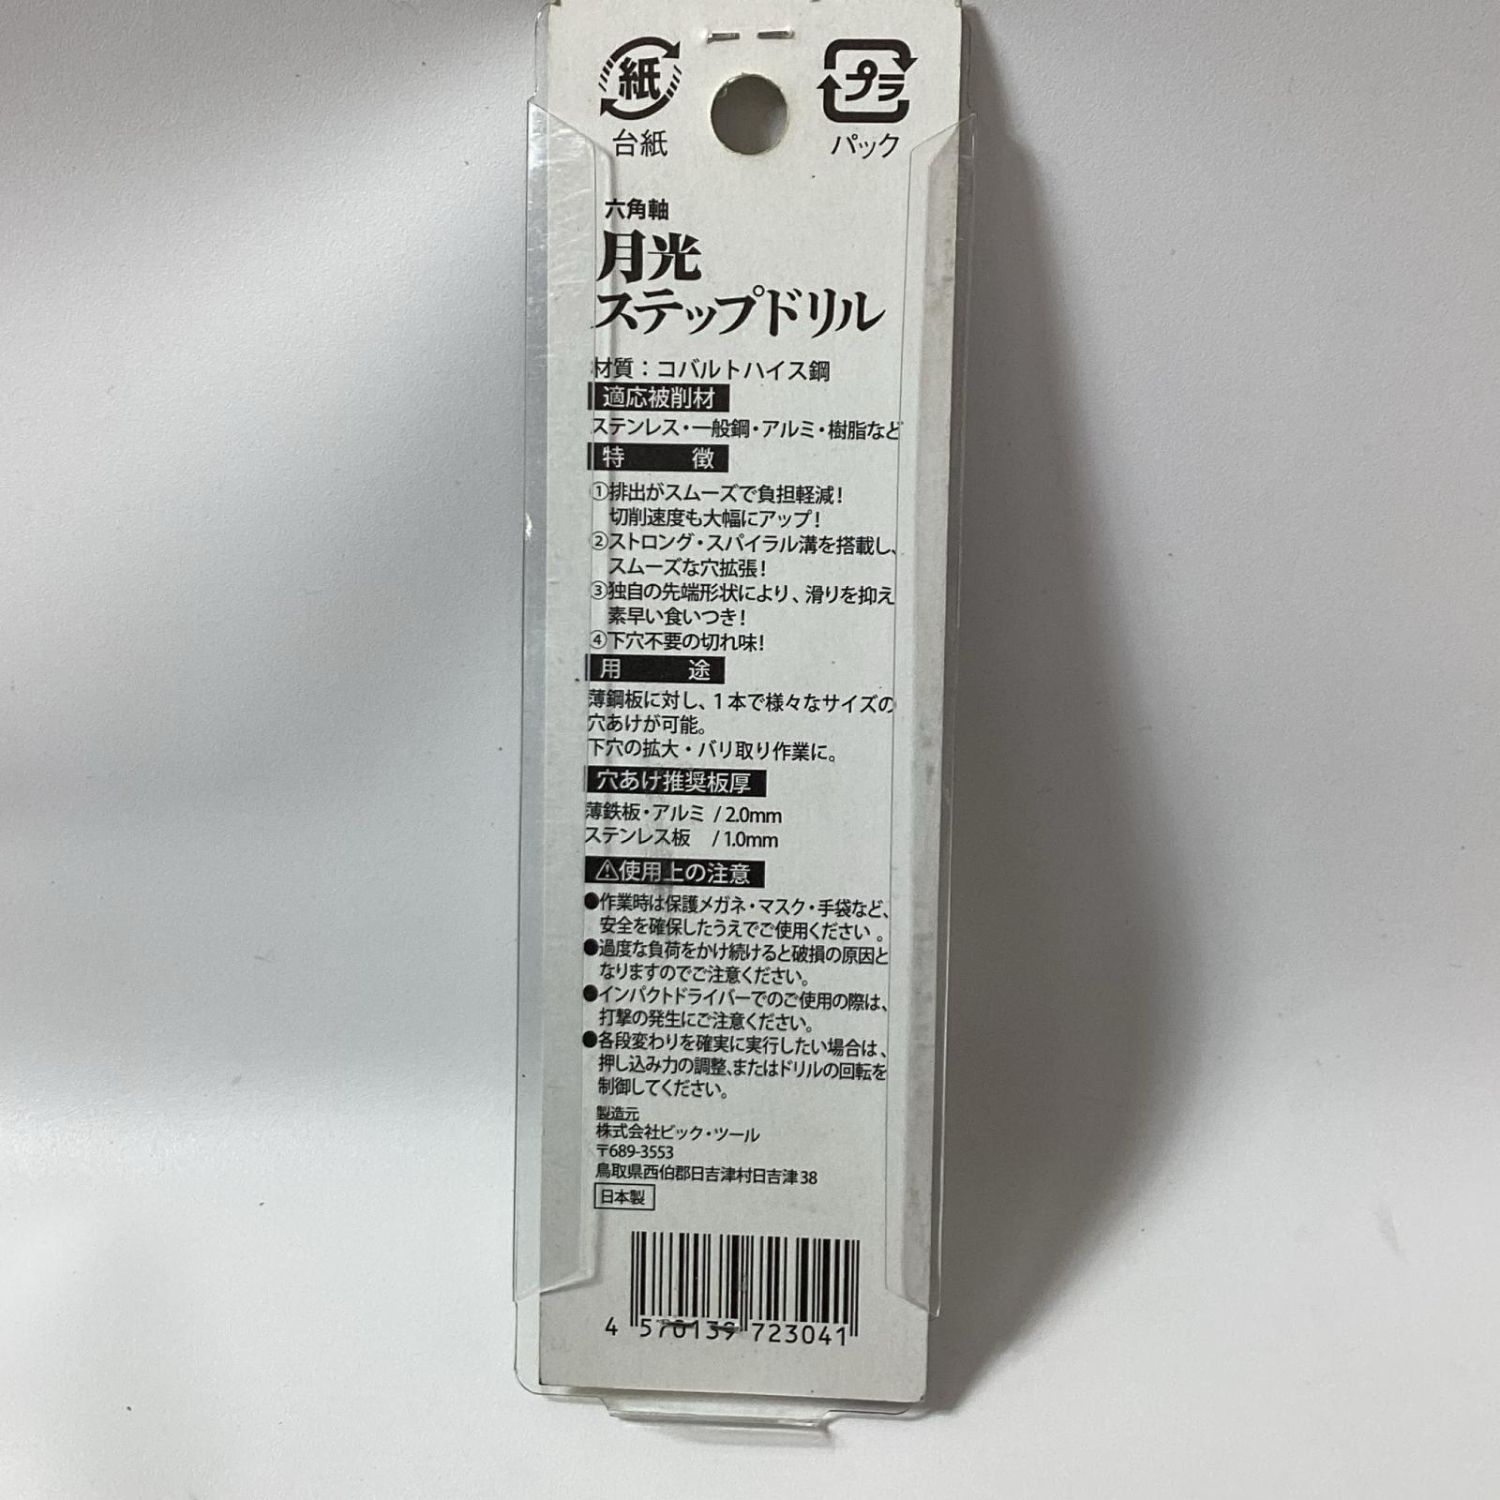 紙 プラ
台紙 パック
六角軸
月光
ステップドリル
材質：コバルトハイス鋼
適応被削材
ステンレス・一般鋼・アルミ・樹脂など
特　徴
①排出がスムーズで負担軽減！
切削速度も大幅にアップ！
②ストロング・スパイラル溝を搭載し、
スムーズな穴拡張！
③独自の先端形状により、滑りを抑え
素早い食いつき！
④下穴不要の切れ味！
用　途
薄鋼板に対し、1本で様々なサイズの
穴あけが可能。
下穴の拡大・バリ取り作業に。
穴あけ推奨板厚
薄鉄板・アルミ /2.0mm
ステンレス板 /1.0mm
⚠使用上の注意
●作業時は保護メガネ・マスク・手袋など、
安全を確保したうえでご使用ください。
●過度な負荷をかけ続けると破損の原因と
なりますのでご注意ください。
●インパクトドライバーでのご使用の際は、
打撃の発生にご注意ください。
●各段変わりを確実に実行したい場合は、
押し込み力の調整、またはドリルの回転を
制御してください。
製造元
株式会社ビック・ツール
〒689-3553
鳥取県西伯郡日吉津村日吉津38
日本製
4 570139 723041